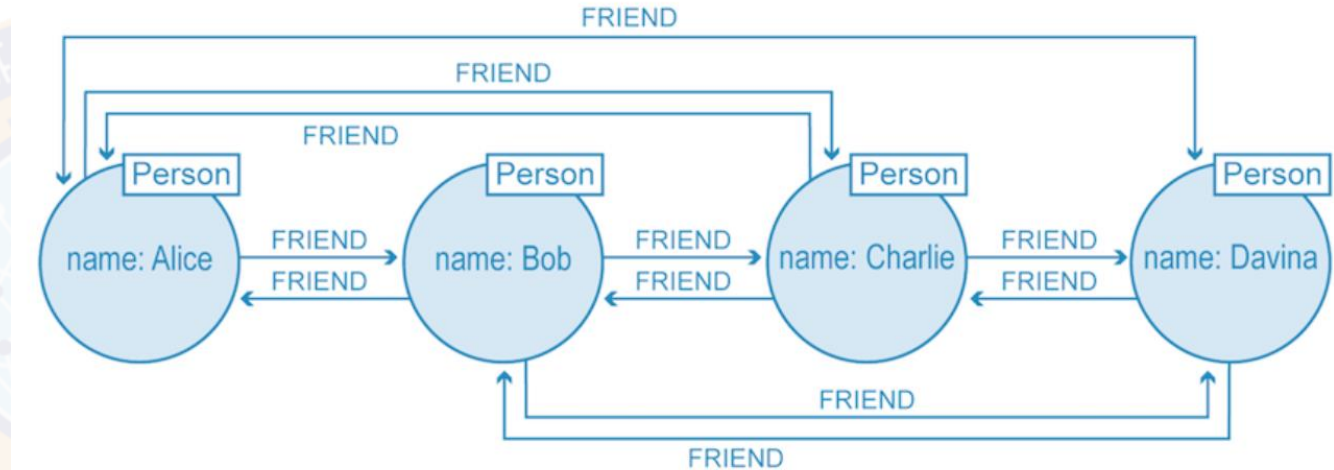 FRIEND
FRIEND
FRIEND
Person
Person
Person
Person
name: Alice
FRIEND
FRIEND
name: Bob
FRIEND
FRIEND
name: Charlie
FRIEND
FRIEND
name: Davina
FRIEND
FRIEND